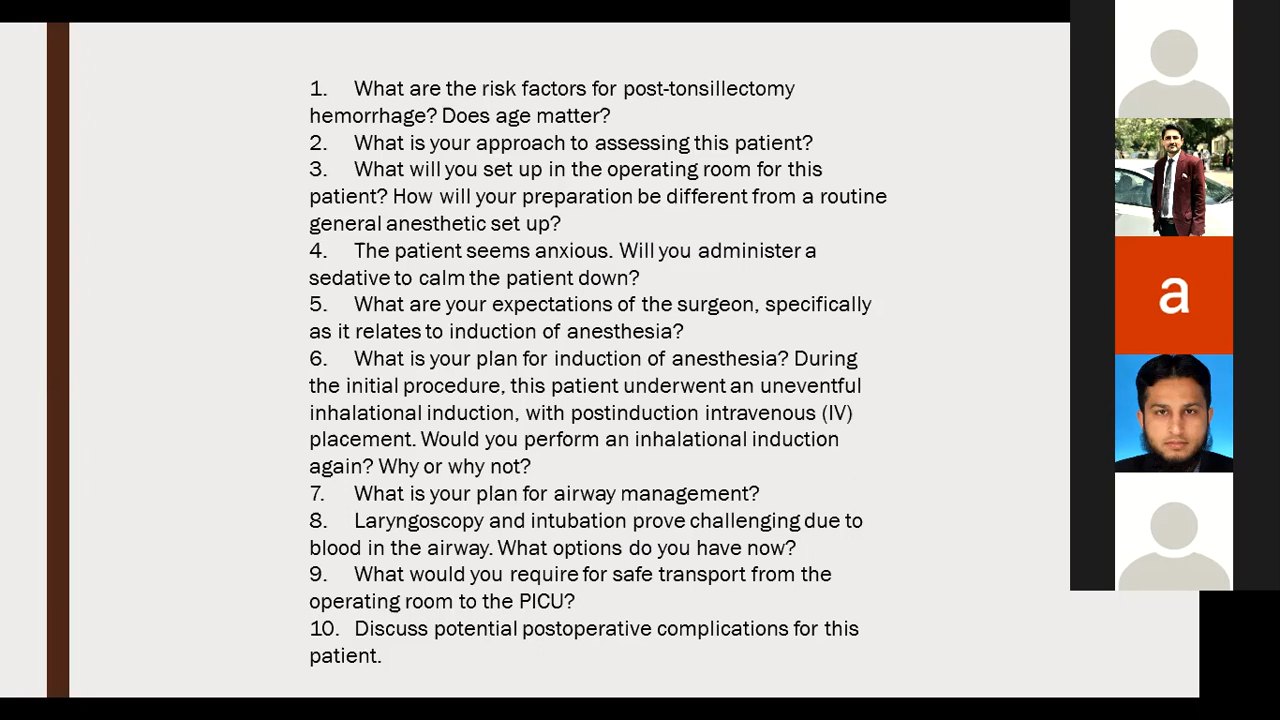 1. What are the risk factors for post-tonsillectomy
hemorrhage? Does age matter?
2. What is your approach to assessing this patient?
3. What will you set up in the operating room for this
patient? How will your preparation be different from a routine
general anesthetic set up?
4. The patient seems anxious. Will you administer a
sedative to calm the patient down?
5. What are your expectations of the surgeon, specifically
as it relates to induction of anesthesia?
6. What is your plan for induction of anesthesia? During
the initial procedure, this patient underwent an uneventful
inhalational induction, with postinduction intravenous (IV)
placement. Would you perform an inhalational induction
again? Why or why not?
7. What is your plan for airway management?
8. Laryngoscopy and intubation prove challenging due to
blood in the airway. What options do you have now?
9. What would you require for safe transport from the
operating room to the PICU?
10. Discuss potential postoperative complications for this
patient.
a